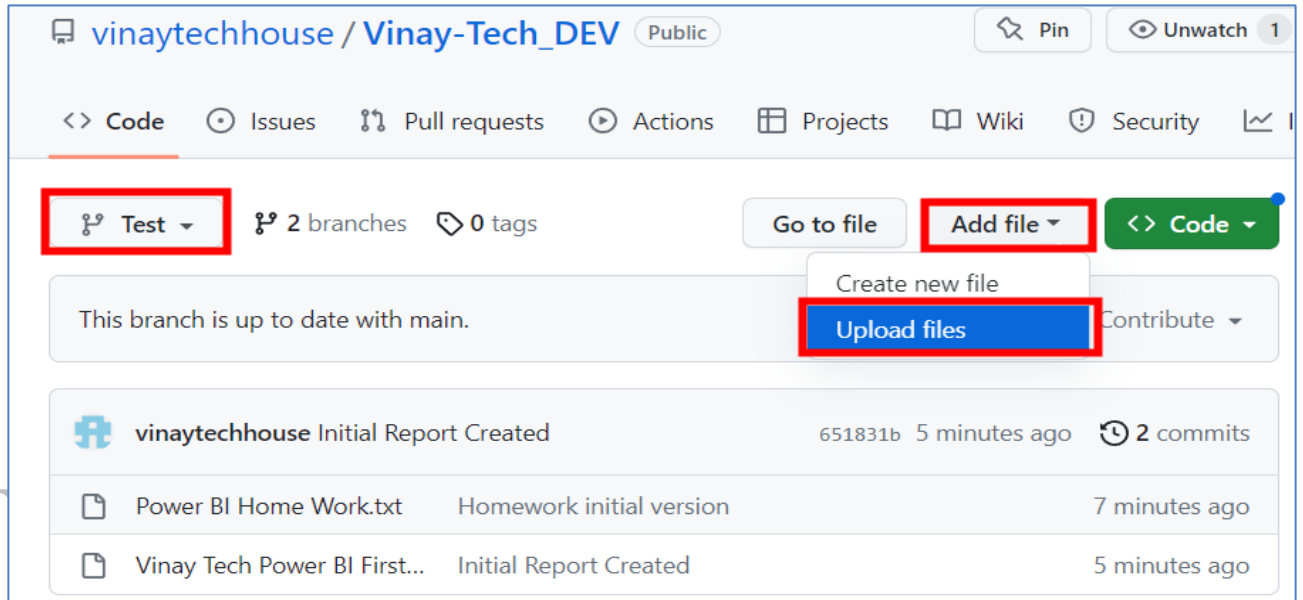 vinaytechhouse / Vinay-Tech_DEV Public Pin Unwatch 1
Code Issues Pull requests Actions Projects Wiki Security
Test 2 branches 0 tags Go to file Add file Code
Create new file
This branch is up to date with main. Upload files Contribute
vinaytechhouse Initial Report Created 651831b 5 minutes ago 2 commits
Power BI Home Work.txt Homework initial version 7 minutes ago
Vinay Tech Power BI First... Initial Report Created 5 minutes ago